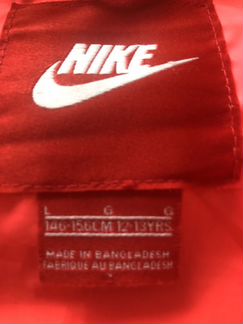 NIKE
L G G
146-156CM 12-13YRS
MADE IN BANGLADESH
FABRIQUE AU BANGLADESH